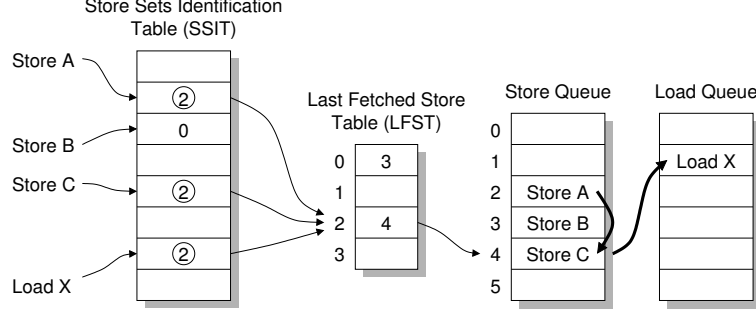 Store Sets Identification
Table (SSIT)
Store A
Store B
Store C
Load X
2
0
2
2
Last Fetched Store
Table (LFST)
0 3
1
2 4
3
Store Queue
0
1
2 Store A
3 Store B
4 Store C
5
Load Queue
Load X